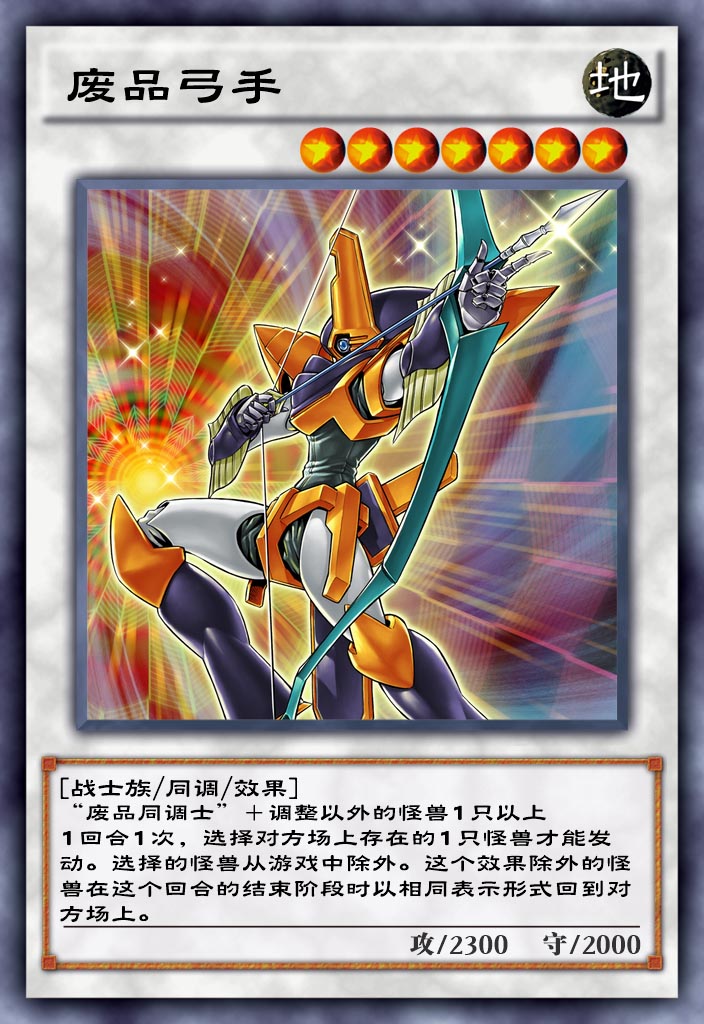 废品弓手
地
[战士族/同调/效果]
“废品同调士”＋调整以外的怪兽1只以上
1回合1次，选择对方场上存在的1只怪兽才能发
动。选择的怪兽从游戏中除外。这个效果除外的怪
兽在这个回合的结束阶段时以相同表示形式回到对
方场上。
攻/2300 守/2000